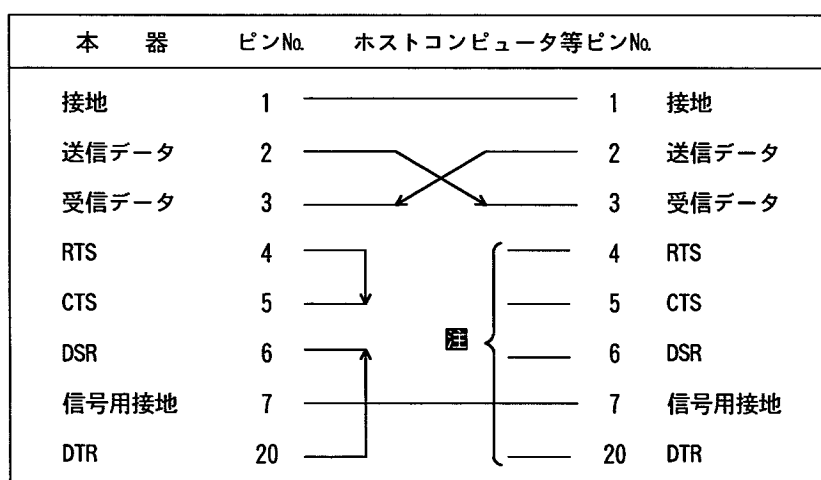 本 器 ピン№ ホストコンピュータ等ピン№
接地 1 1 接地
送信データ 2 2 送信データ
受信データ 3 3 受信データ
RTS 4 4 RTS
CTS 5 5 CTS
注
DSR 6 6 DSR
信号用接地 7 7 信号用接地
DTR 20 20 DTR